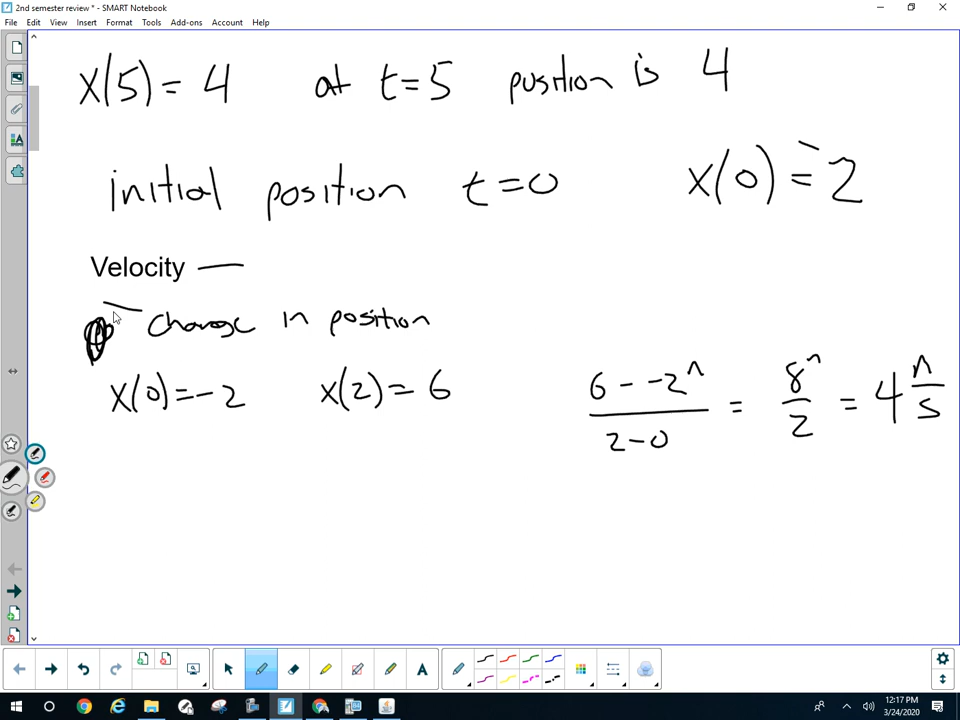 2nd semester review * - SMART Notebook
File Edit View Insert Format Tools Add-ons Account Help
x(5) = 4 at t=5 position is 4
initial position t=0 x(0) = -2
Velocity —
change in position
x(0) = -2 x(2) = 6 6 - -2 / 2-0 = 8 / 2 = 4
A
12:17 PM
3/24/2020